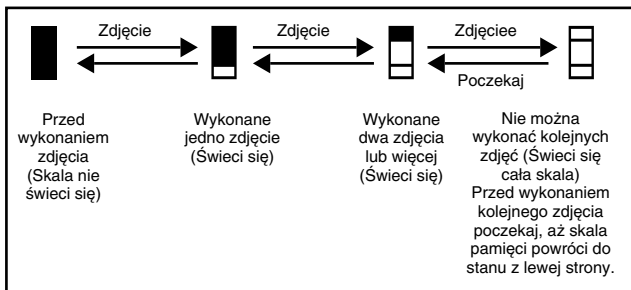 Zdjęcie
Zdjęcie
Zdjęciee
Poczekaj
Przed
wykonaniem
zdjęcia
(Skala nie
świeci się)
Wykonane
jedno zdjęcie
(Świeci się)
Wykonane
dwa zdjęcia
lub więcej
(Świeci się)
Nie można
wykonać kolejnych
zdjęć (Świeci się
cała skala)
Przed wykonaniem
kolejnego zdjęcia
poczekaj, aż skala
pamięci powróci do
stanu z lewej strony.